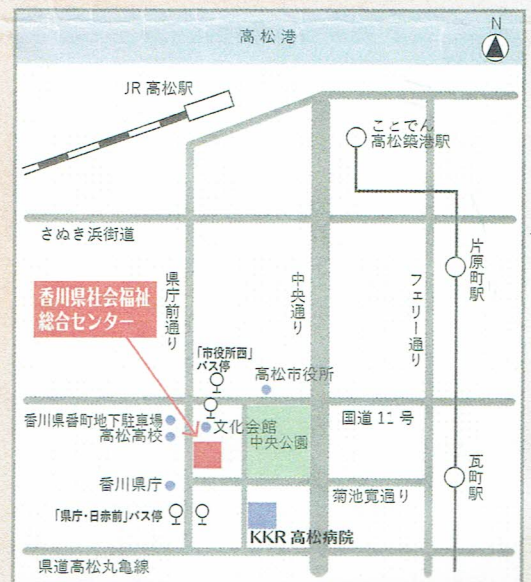 高松港
N
JR高松駅
ことでん
高松築港駅
さぬき浜街道
片原町駅
県庁前通り
中央通り
フェリー通り
香川県社会福祉
総合センター
「市役所西」
バス停
高松市役所
香川県番町地下駐車場
高松高校
文化会館
中央公園
国道11号
香川県庁
菊池寛通り
瓦町駅
「県庁・日赤前」バス停
KKR高松病院
県道高松丸亀線